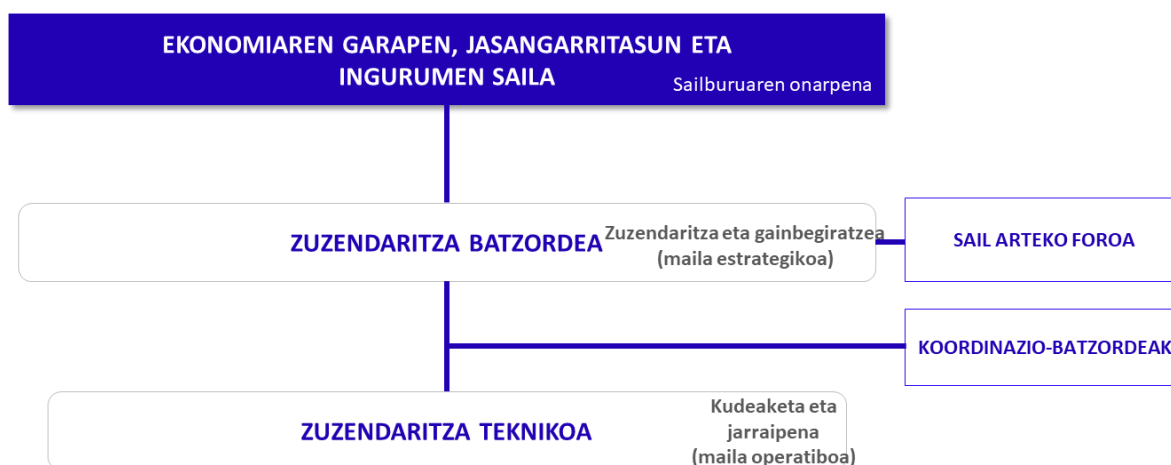 EKONOMIAREN GARAPEN, JASANGARRITASUN ETA
INGURUMEN SAILA
Sailburuaren onarpena
ZUZENDARITZA BATZORDEA
Zuzendaritza eta gainbegiratzea
(maila estrategikoa)
SAIL ARTEKO FOROA
KOORDINAZIO-BATZORDEAK
ZUZENDARITZA TEKNIKOA
Kudeaketa eta
jarraipena
(maila operatiboa)